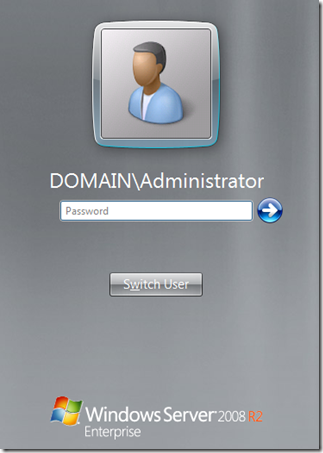 DOMAIN\Administrator
Password
Switch User
Windows Server 2008 R2
Enterprise